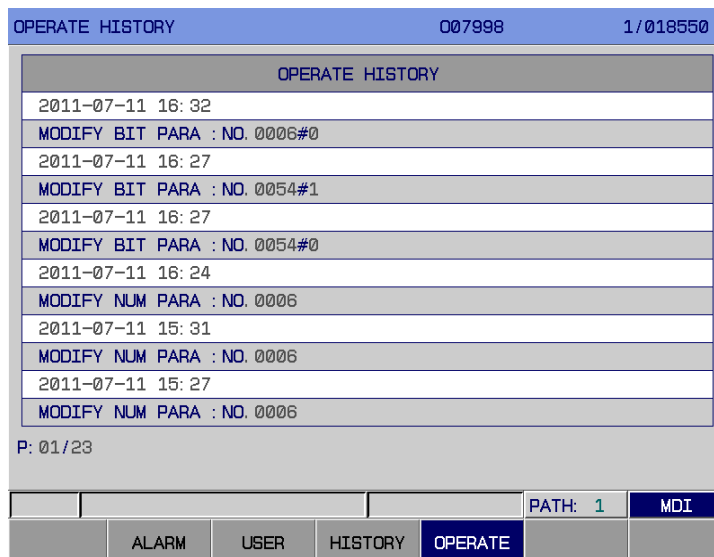 OPERATE HISTORY O07998 1/018550
OPERATE HISTORY
2011-07-11 16:32
MODIFY BIT PARA : NO. 0006#0
2011-07-11 16:27
MODIFY BIT PARA : NO. 0054#1
2011-07-11 16:27
MODIFY BIT PARA : NO. 0054#0
2011-07-11 16:24
MODIFY NUM PARA : NO. 0006
2011-07-11 15:31
MODIFY NUM PARA : NO. 0006
2011-07-11 15:27
MODIFY NUM PARA : NO. 0006
P: 01/23
PATH: 1 MDI
ALARM USER HISTORY OPERATE